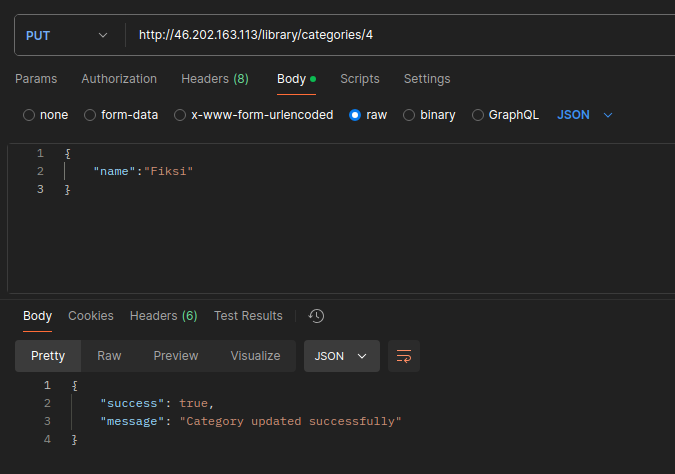 PUT http://46.202.163.113/library/categories/4
Params Authorization Headers (8) Body Scripts Settings
none form-data x-www-form-urlencoded raw binary GraphQL JSON
1 {
2 "name":"Fiksi"
3 }
Body Cookies Headers (6) Test Results
Pretty Raw Preview Visualize JSON
1 {
2 "success": true,
3 "message": "Category updated successfully"
4 }